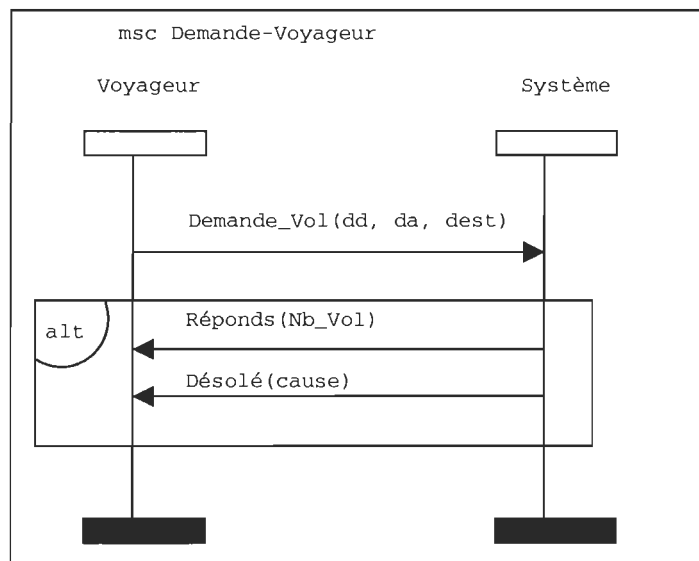 msc Demande-Voyageur
Voyageur Système
Demande_Vol(dd, da, dest)
alt
Réponds(Nb_Vol)
Désolé(cause)